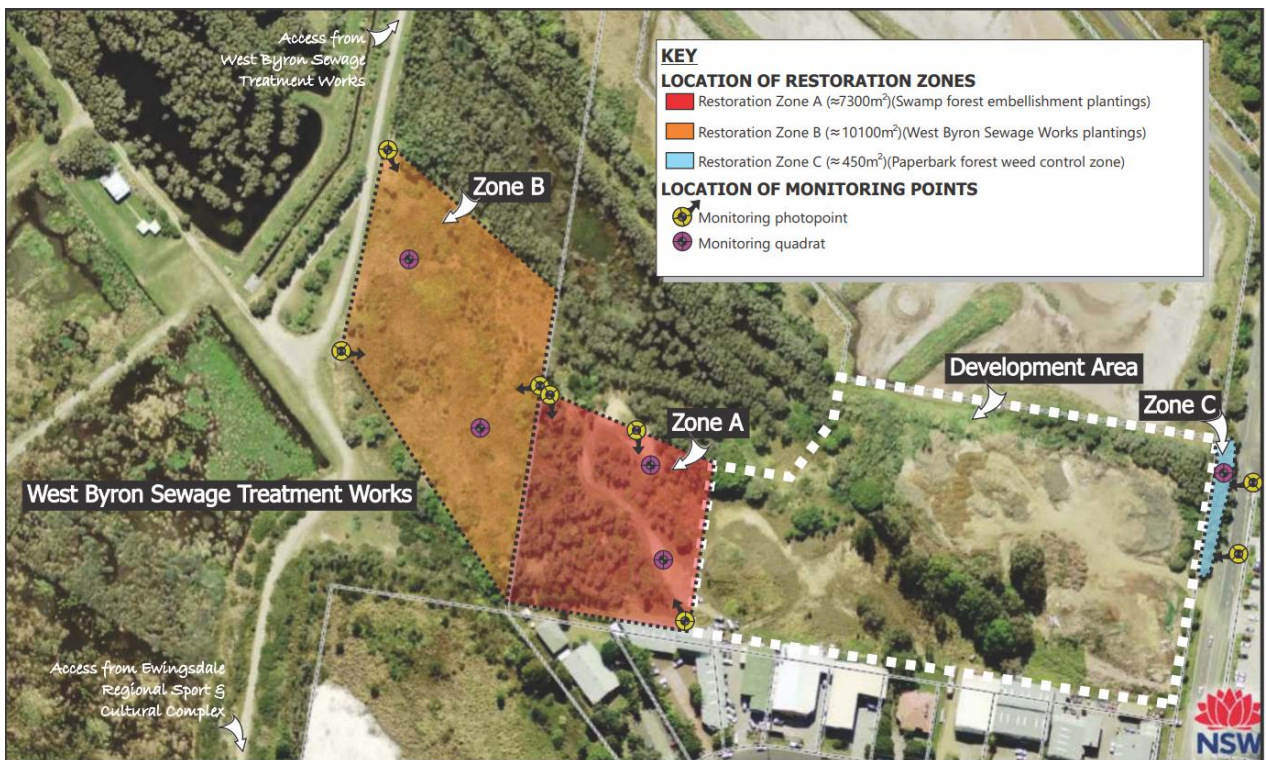 Access from
West Byron Sewage
Treatment Works
KEY
LOCATION OF RESTORATION ZONES
Restoration Zone A (≈7300m²)(Swamp forest embellishment plantings)
Restoration Zone B (≈10100m²)(West Byron Sewage Works plantings)
Restoration Zone C (≈450m²)(Paperbark forest weed control zone)
LOCATION OF MONITORING POINTS
Monitoring photopoint
Monitoring quadrat
Zone B
Development Area
Zone C
Zone A
West Byron Sewage Treatment Works
Access from Ewingsdale
Regional Sport &
Cultural Complex
NSW